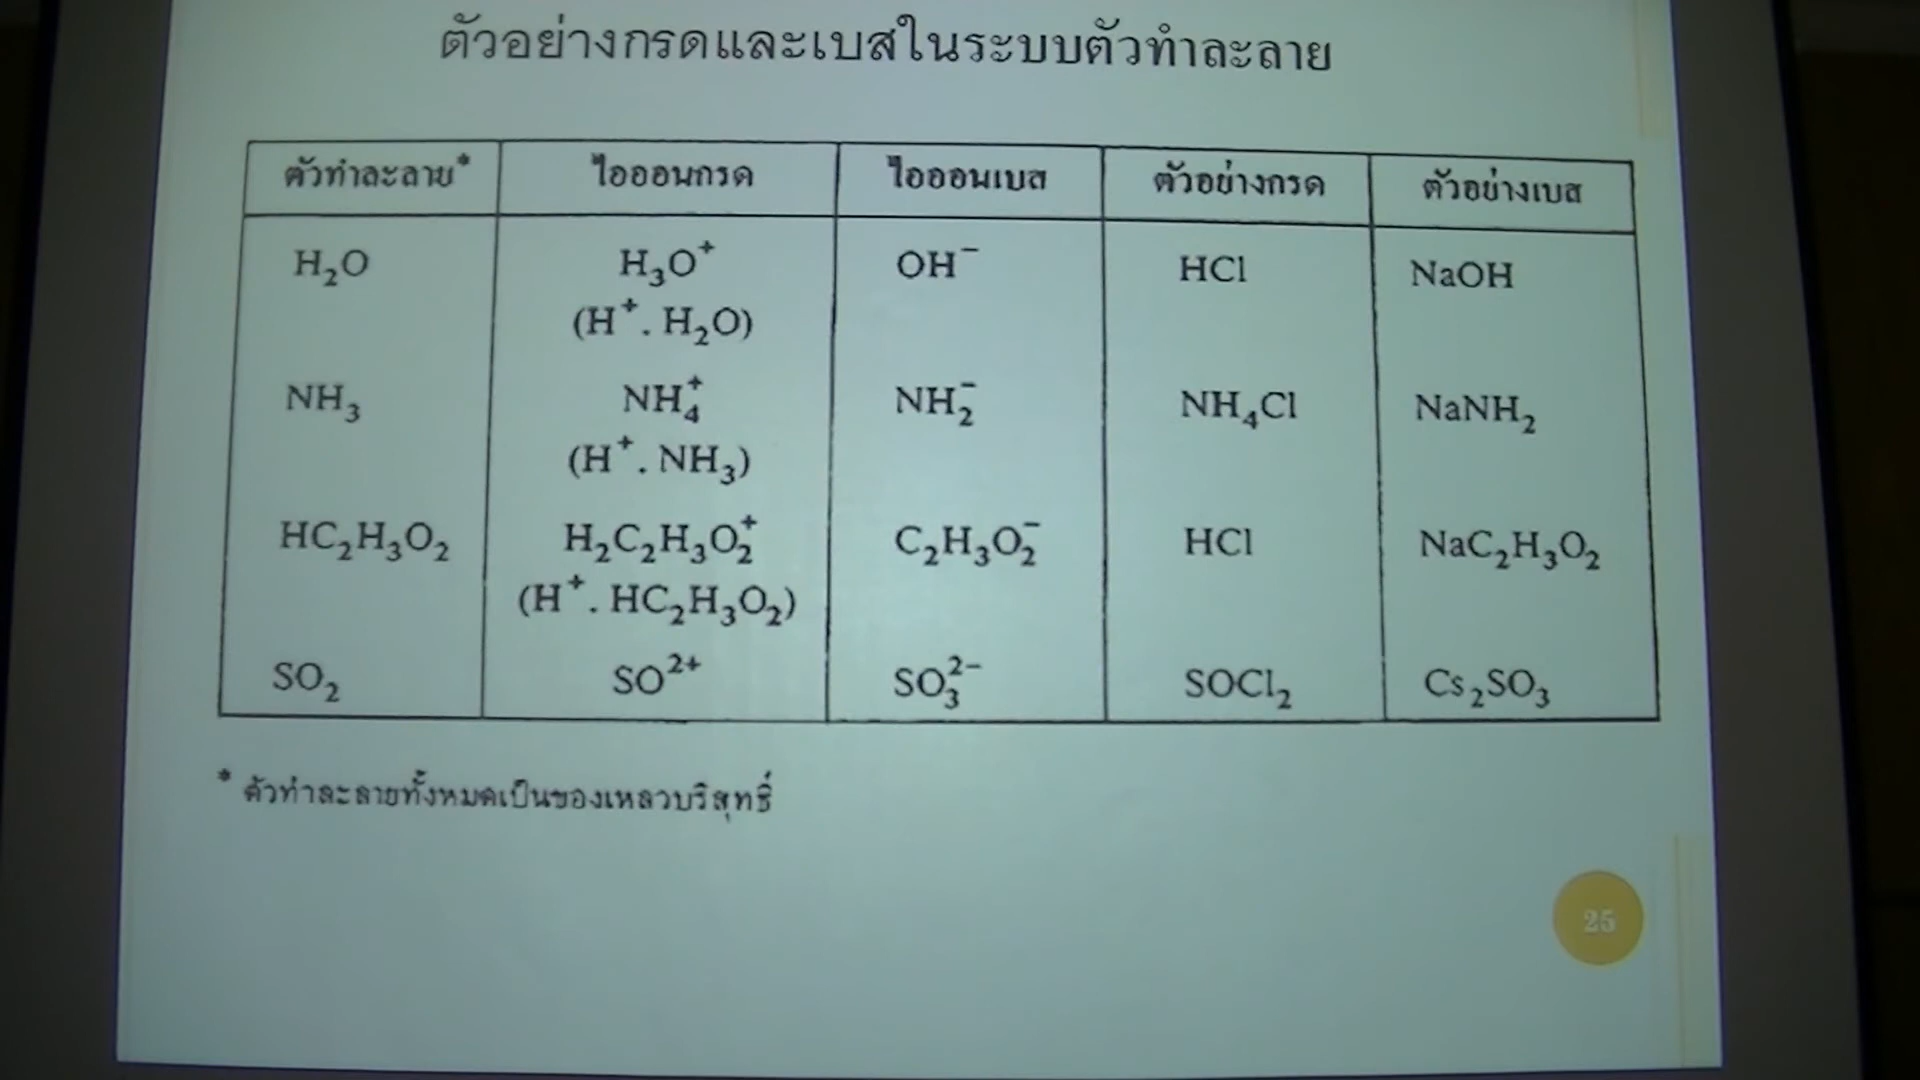 ตัวอย่างกรดและเบสในระบบตัวทำละลาย
ตัวทำละลาย* ไอออนกรด ไอออนเบส ตัวอย่างกรด ตัวอย่างเบส
H₂O H₃O⁺ OH⁻ HCl NaOH
(H⁺. H₂O)
NH₃ NH₄⁺ NH₂⁻ NH₄Cl NaNH₂
(H⁺. NH₃)
HC₂H₃O₂ H₂C₂H₃O₂⁺ C₂H₃O₂⁻ HCl NaC₂H₃O₂
(H⁺. HC₂H₃O₂)
SO₂ SO²⁺ SO₃²⁻ SOCl₂ Cs₂SO₃
* ตัวทำละลายทั้งหมดเป็นของเหลวบริสุทธิ์
25